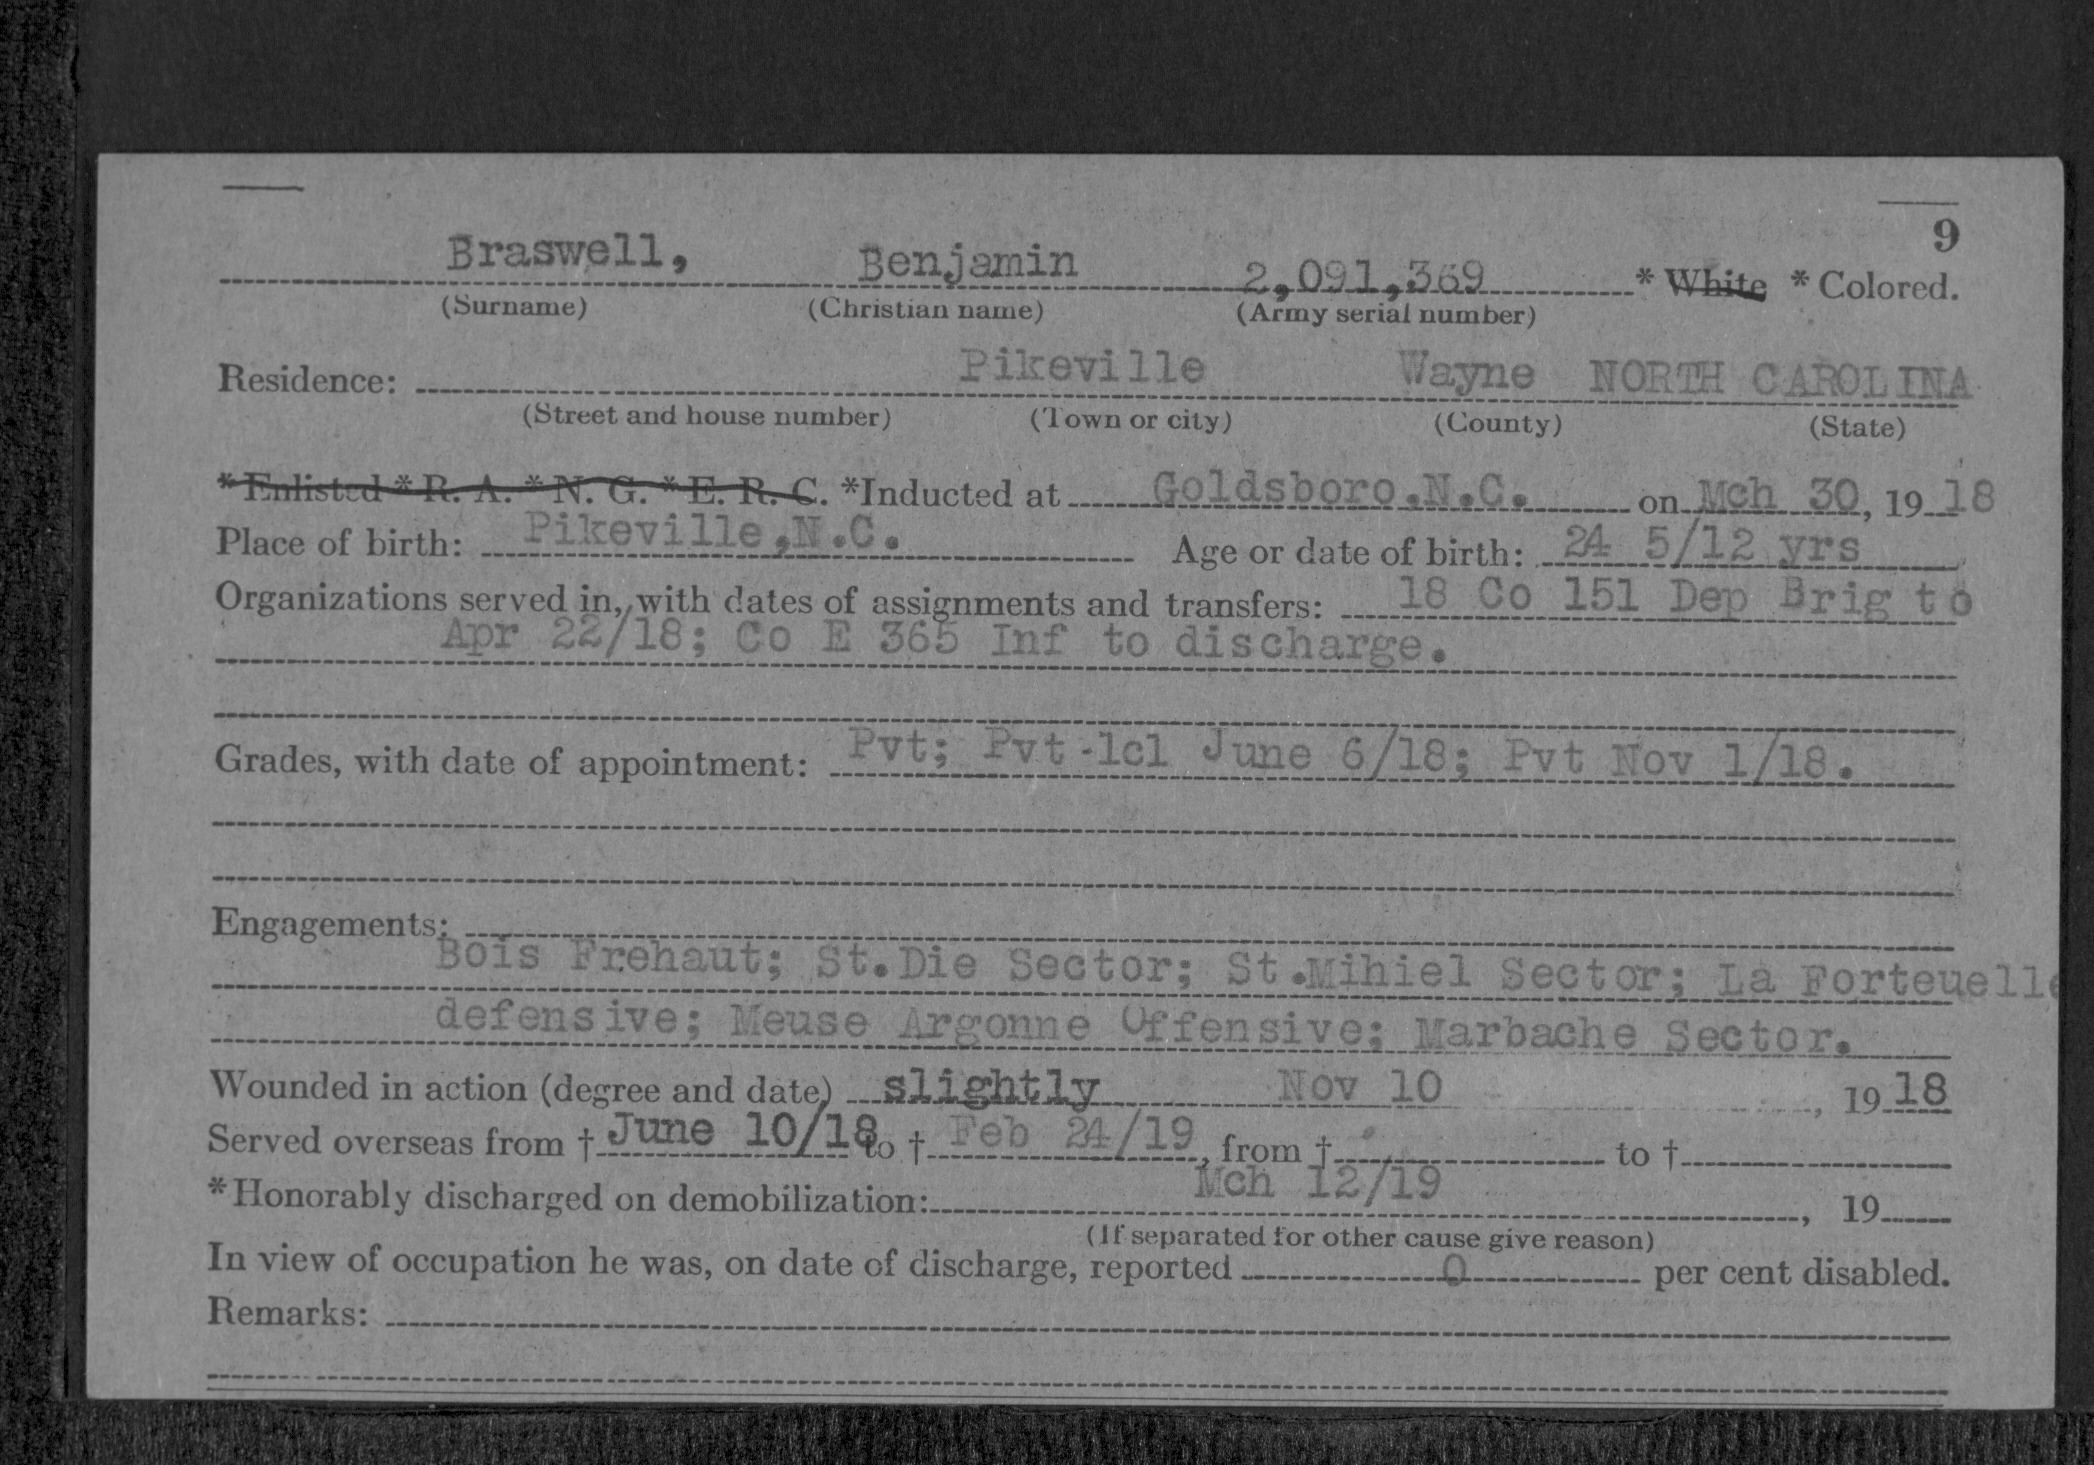 9
Braswell, Benjamin 2,091,369 * White * Colored.
(Surname) (Christian name) (Army serial number)
Residence: Pikeville Wayne NORTH CAROLINA
(Street and house number) (Town or city) (County) (State)
*Enlisted *R. A. *N. G. *E. R. C. *Inducted at Goldsboro,N.C. on Mch 30, 1918
Place of birth: Pikeville,N.C. Age or date of birth: 24 5/12 yrs
Organizations served in, with dates of assignments and transfers: 18 Co 151 Dep Brig to
Apr 22/18; Co E 365 Inf to discharge.
Grades, with date of appointment: Pvt; Pvt-1cl June 6/18; Pvt Nov 1/18.
Engagements:
Bois Frehaut; St.Die Sector; St.Mihiel Sector; La Forteuelle
defensive; Meuse Argonne Offensive; Marbache Sector.
Wounded in action (degree and date) slightly Nov 10, 1918
Served overseas from † June 10/18 to † Feb 24/19, from † to †
*Honorably discharged on demobilization: Mch 12/19, 19
(If separated for other cause give reason)
In view of occupation he was, on date of discharge, reported 0 per cent disabled.
Remarks: